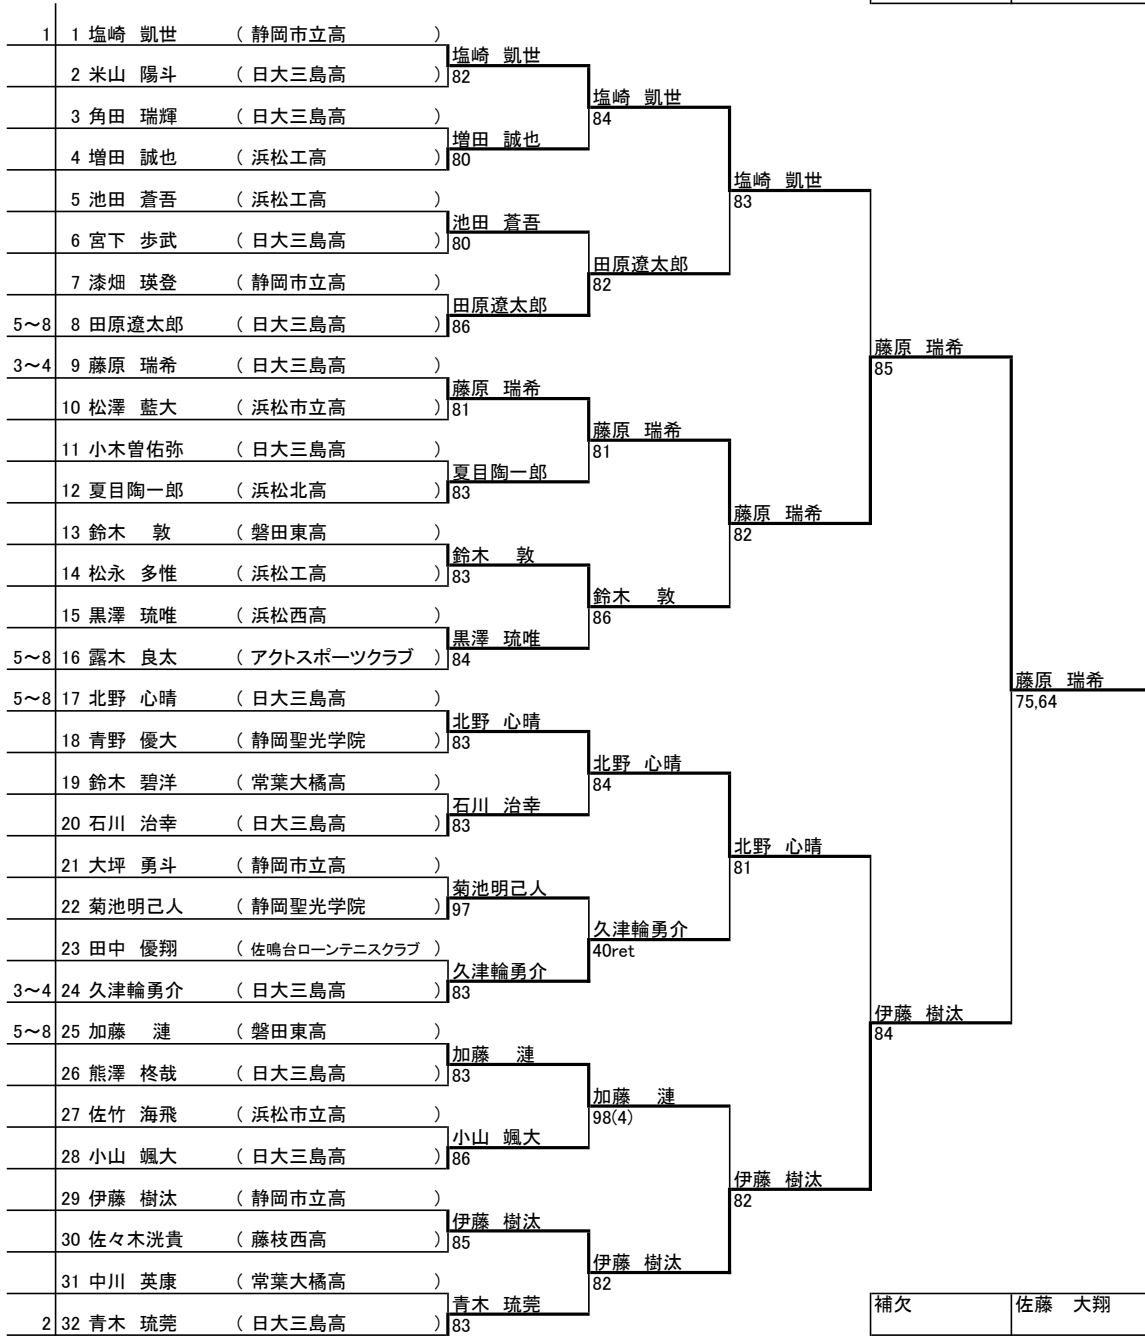 1 1 塩崎 凱世 ( 静岡市立高 )
塩崎 凱世
2 米山 陽斗 ( 日大三島高 ) 82
塩崎 凱世
3 角田 瑞輝 ( 日大三島高 ) 84
増田 誠也
4 増田 誠也 ( 浜松工高 ) 80
塩崎 凱世
5 池田 蒼吾 ( 浜松工高 ) 83
池田 蒼吾
6 宮下 歩武 ( 日大三島高 ) 80
田原遼太郎
7 漆畑 瑛登 ( 静岡市立高 ) 82
田原遼太郎
5～8 8 田原遼太郎 ( 日大三島高 ) 86
藤原 瑞希
3～4 9 藤原 瑞希 ( 日大三島高 ) 85
藤原 瑞希
10 松澤 藍大 ( 浜松市立高 ) 81
藤原 瑞希
11 小木曽佑弥 ( 日大三島高 ) 81
夏目陶一郎
12 夏目陶一郎 ( 浜松北高 ) 83
藤原 瑞希
13 鈴木 敦 ( 磐田東高 ) 82
鈴木 敦
14 松永 多惟 ( 浜松工高 ) 83
鈴木 敦
15 黒澤 琉唯 ( 浜松西高 ) 86
黒澤 琉唯
5～8 16 露木 良太 ( アクトスポーツクラブ ) 84
藤原 瑞希
5～8 17 北野 心晴 ( 日大三島高 ) 75,64
北野 心晴
18 青野 優大 ( 静岡聖光学院 ) 83
北野 心晴
19 鈴木 碧洋 ( 常葉大橘高 ) 84
石川 治幸
20 石川 治幸 ( 日大三島高 ) 83
北野 心晴
21 大坪 勇斗 ( 静岡市立高 ) 81
菊池明己人
22 菊池明己人 ( 静岡聖光学院 ) 97
久津輪勇介
23 田中 優翔 ( 佐鳴台ローンテニスクラブ ) 40ret
久津輪勇介
3～4 24 久津輪勇介 ( 日大三島高 ) 83
伊藤 樹汰
5～8 25 加藤 漣 ( 磐田東高 ) 84
加藤 漣
26 熊澤 柊哉 ( 日大三島高 ) 83
加藤 漣
27 佐竹 海飛 ( 浜松市立高 ) 98(4)
小山 颯大
28 小山 颯大 ( 日大三島高 ) 86
伊藤 樹汰
29 伊藤 樹汰 ( 静岡市立高 ) 82
伊藤 樹汰
30 佐々木洸貴 ( 藤枝西高 ) 85
伊藤 樹汰
31 中川 英康 ( 常葉大橘高 ) 82
青木 琉莞 補欠 佐藤 大翔
2 32 青木 琉莞 ( 日大三島高 ) 83